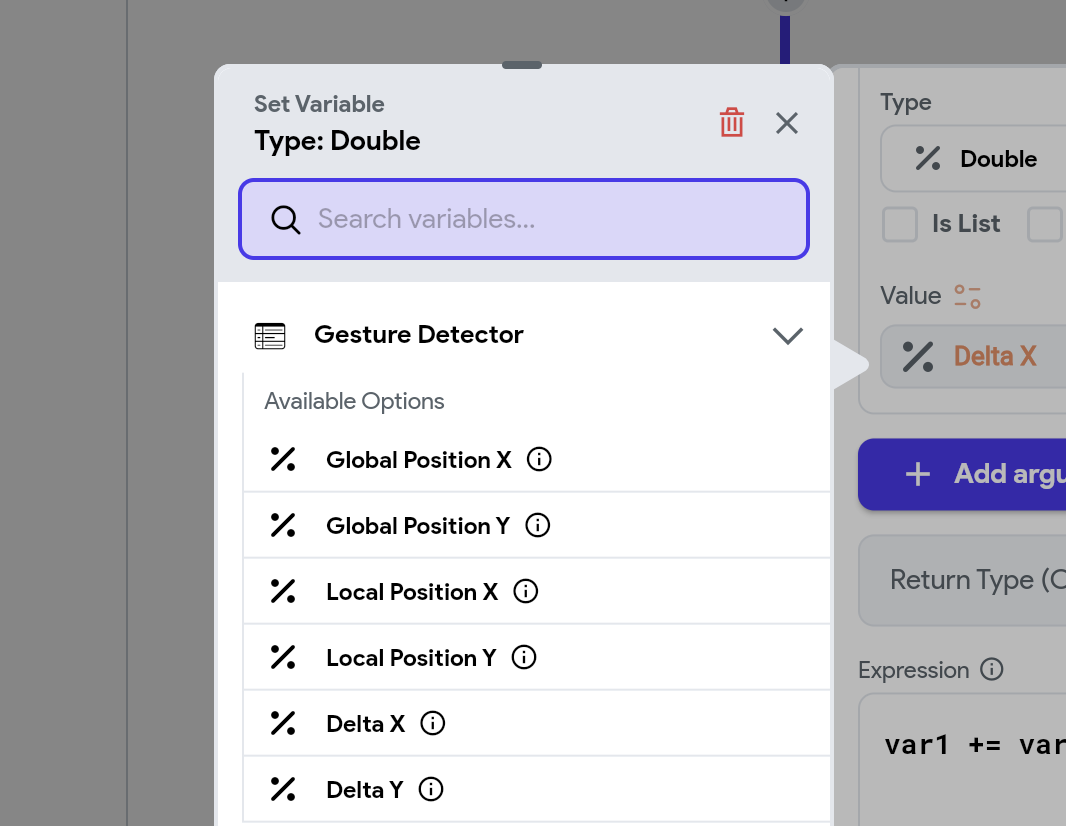 Set Variable
Type: Double
Search variables...
Gesture Detector
Available Options
Global Position X
Global Position Y
Local Position X
Local Position Y
Delta X
Delta Y
Type
Double
Is List
Value
Delta X
Add argu
Return Type (
Expression
var1 += var